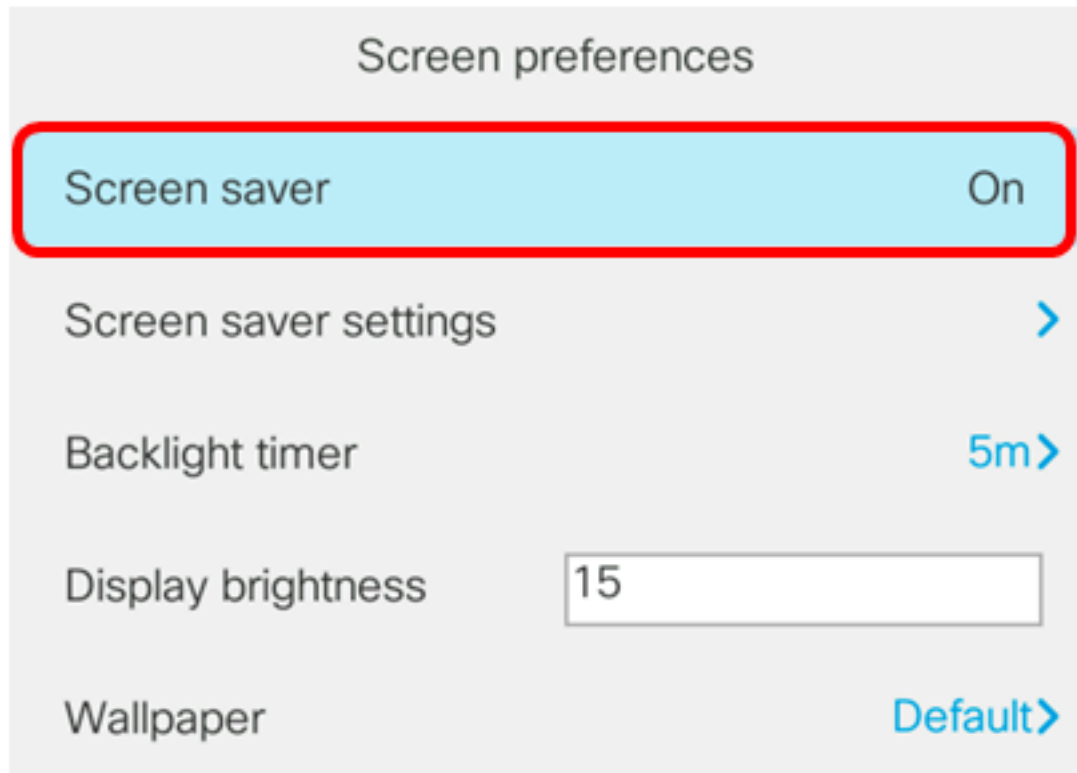 Screen preferences
Screen saver On
Screen saver settings
Backlight timer 5m
Display brightness 15
Wallpaper Default